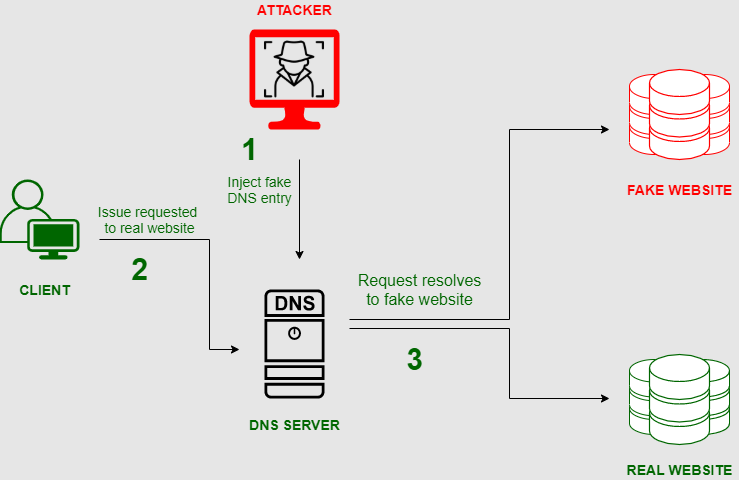 ATTACKER
1
Inject fake
DNS entry
Issue requested
to real website
2
CLIENT
DNS
DNS SERVER
Request resolves
to fake website
3
FAKE WEBSITE
REAL WEBSITE